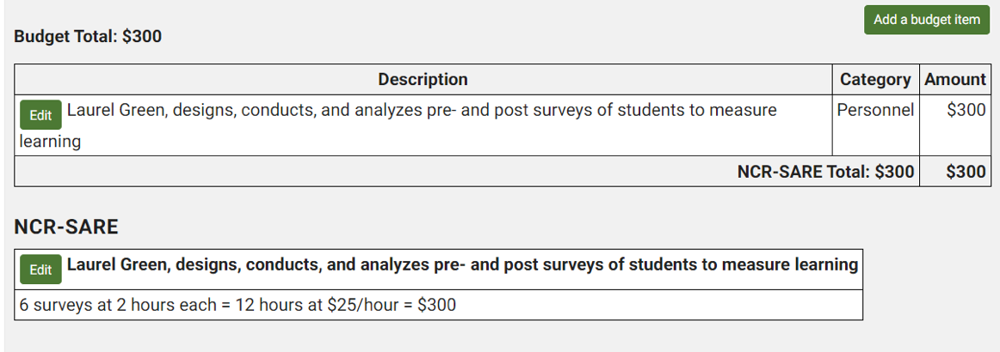 Add a budget item
Budget Total: $300
Description Category Amount
Edit Laurel Green, designs, conducts, and analyzes pre- and post surveys of students to measure Personnel $300
learning
NCR-SARE Total: $300 $300
NCR-SARE
Edit Laurel Green, designs, conducts, and analyzes pre- and post surveys of students to measure learning
6 surveys at 2 hours each = 12 hours at $25/hour = $300